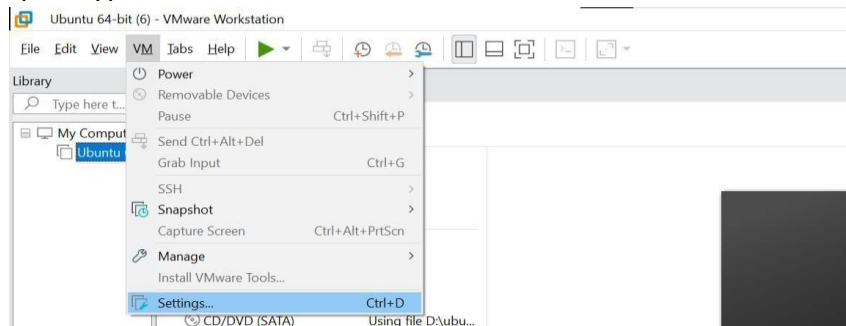 Ubuntu 64-bit (6) - VMware Workstation
File Edit View VM Tabs Help
Library
Type here t...
My Comput
Ubuntu
Power
Removable Devices
Pause Ctrl+Shift+P
Send Ctrl+Alt+Del
Grab Input Ctrl+G
SSH
Snapshot
Capture Screen Ctrl+Alt+PrtScn
Manage
Install VMware Tools...
Settings... Ctrl+D
CD/DVD (SATA) Using file D:\ubu...